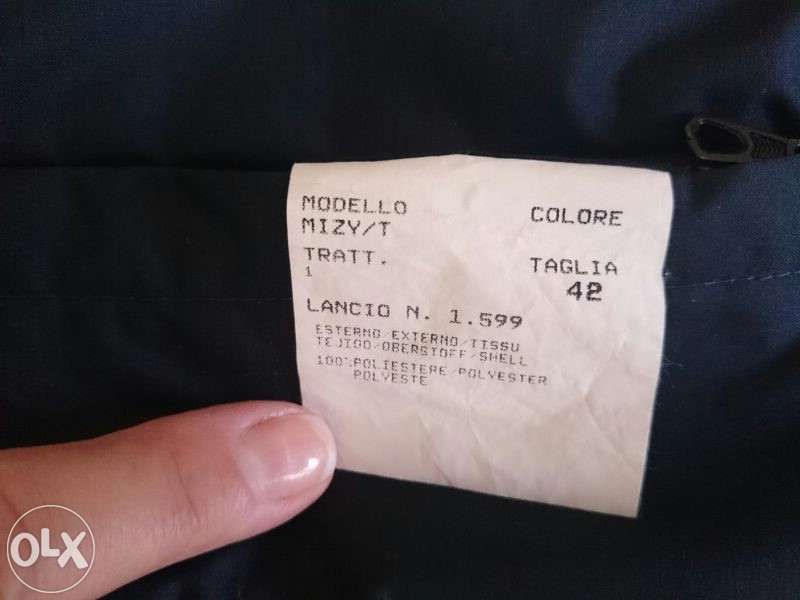 MODELLO
MIZY/T
COLORE
TRATT.
1
TAGLIA
42
LANCIO N. 1.599
ESTERNO/EXTERNO/TISSU
TEJIDO/OBERSTOFF/SHELL
100%POLIESTERE/POLYESTER
POLYESTE
OLX